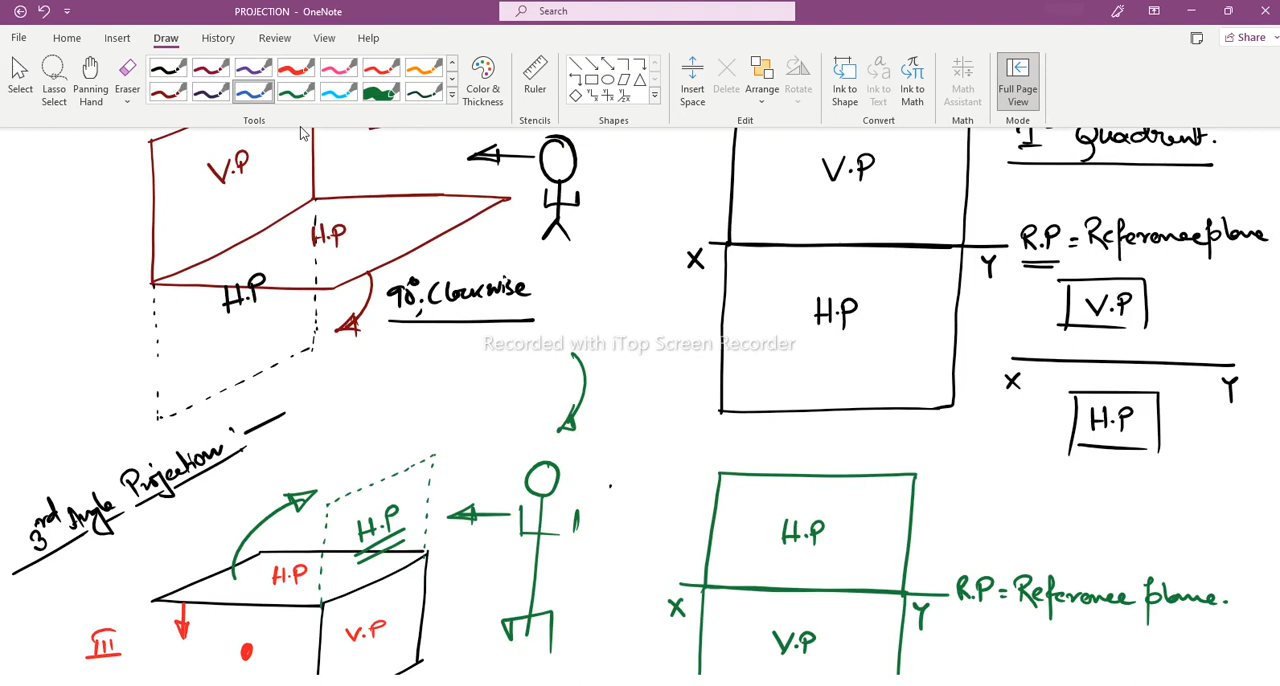 PROJECTION - OneNote
Search
File Home Insert Draw History Review View Help
Share
Select
Lasso Select
Panning Hand
Eraser
Color & Thickness
Ruler
Insert Space
Delete
Arrange
Rotate
Ink to Shape
Ink to Text
Ink to Math
Math Assistant
Full Page View
Tools
Stencils
Shapes
Edit
Convert
Math
Mode
V.P
H.P
H.P
90°, Clockwise
V.P
X Y
H.P
Ist Quadrent.
R.P = Reference plane
V.P
X Y
H.P
Recorded with iTop Screen Recorder
3rd Angle Projection:-
H.P
H.P
V.P
III
H.P
X Y
V.P
R.P = Reference plane.